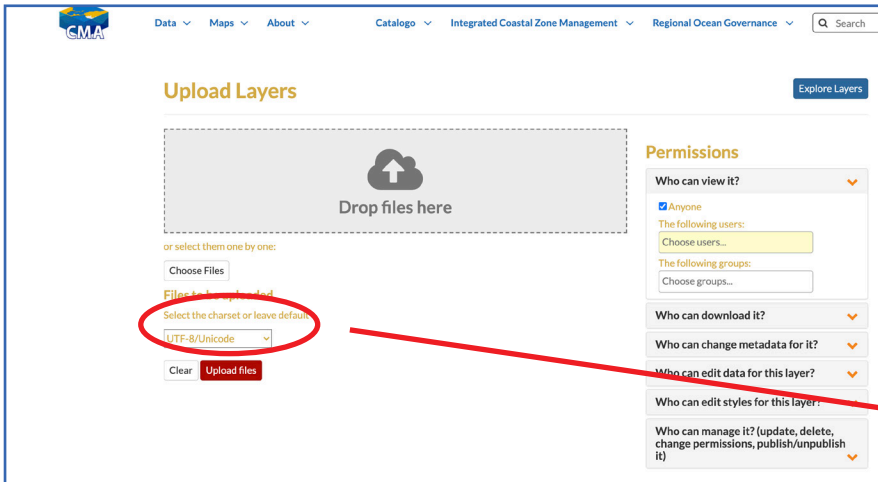 CMA
Data Maps About Catalogo Integrated Coastal Zone Management Regional Ocean Governance Search
Upload Layers
Explore Layers
Drop files here
or select them one by one:
Choose Files
Files to be uploaded
Select the charset or leave default
UTF-8/Unicode
Clear Upload files
Permissions
Who can view it?
Anyone
The following users:
Choose users...
The following groups:
Choose groups...
Who can download it?
Who can change metadata for it?
Who can edit data for this layer?
Who can edit styles for this layer?
Who can manage it? (update, delete,
change permissions, publish/unpublish
it)